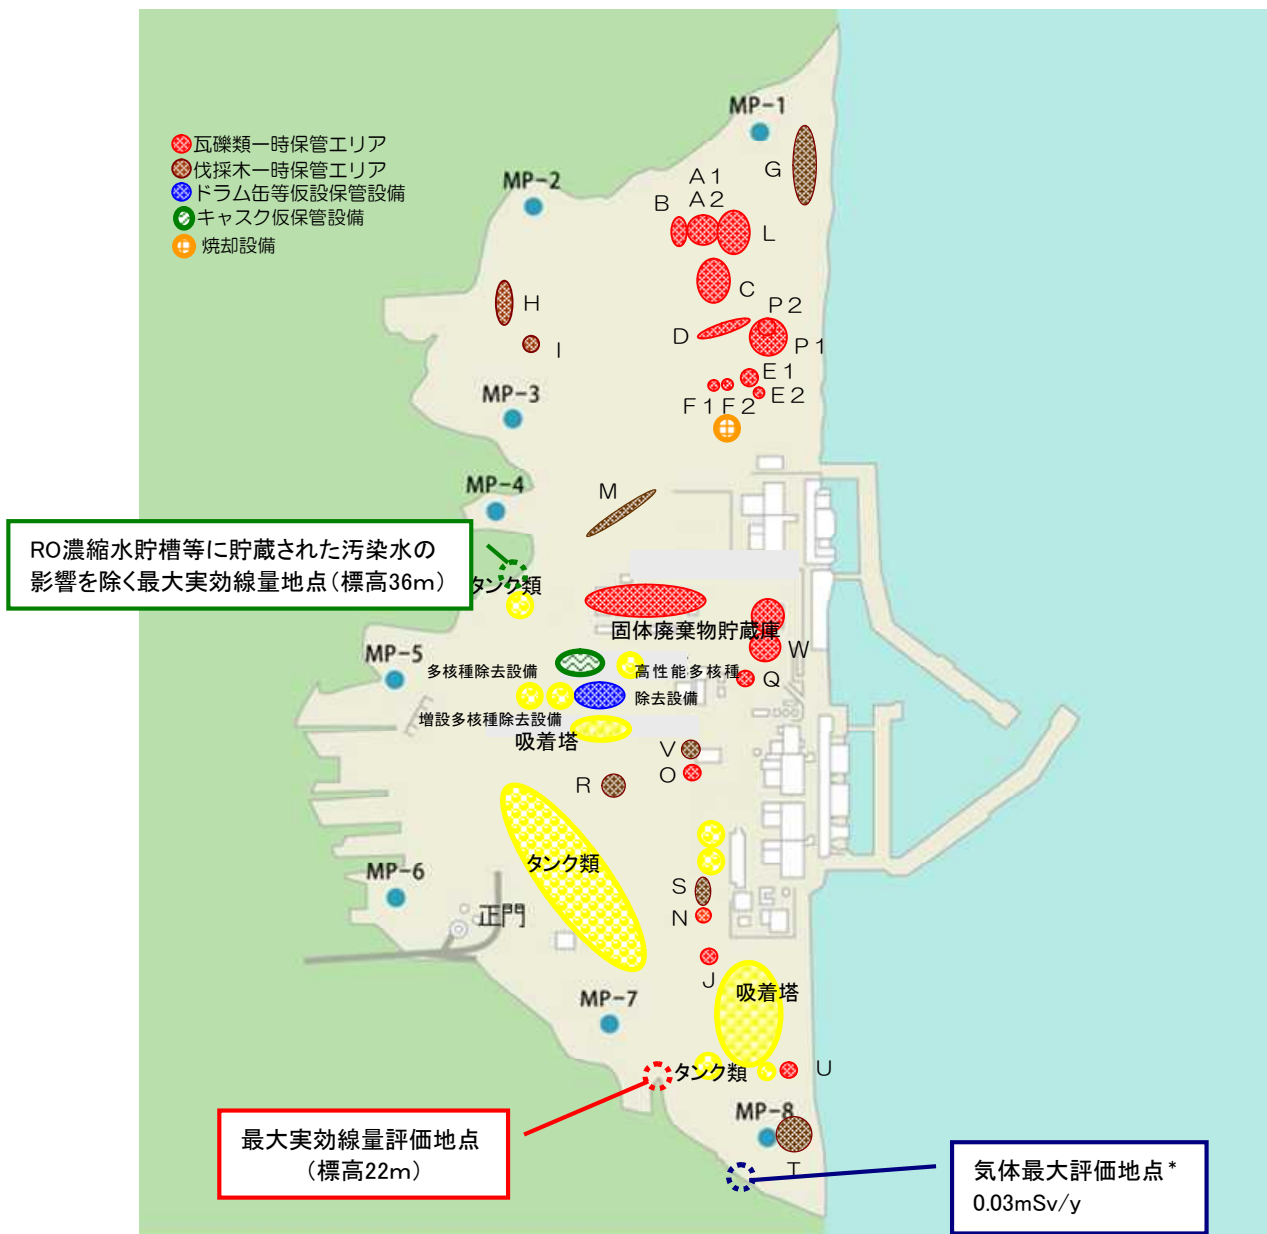 MP-1
瓦礫類一時保管エリア
伐採木一時保管エリア
ドラム缶等仮設保管設備
キャスク仮保管設備
焼却設備
MP-2
G
A1
A2
B
L
C
H
P2
D
P1
I
E1
E2
F1
F2
MP-3
MP-4
M
RO濃縮水貯槽等に貯蔵された汚染水の
影響を除く最大実効線量地点(標高36m)
タンク類
固体廃棄物貯蔵庫
W
MP-5
多核種除去設備
高性能多核種
除去設備
Q
増設多核種除去設備
吸着塔
V
O
R
タンク類
MP-6
S
N
正門
J
吸着塔
MP-7
タンク類
U
MP-8
T
最大実効線量評価地点
(標高22m)
気体最大評価地点*
0.03mSv/y